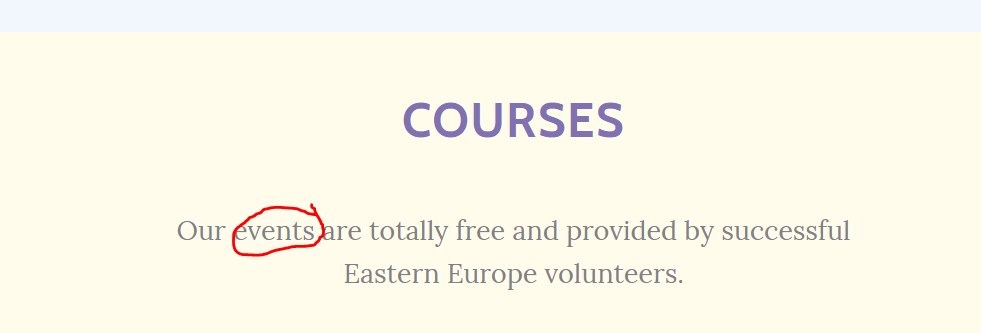 COURSES
Our events are totally free and provided by successful
Eastern Europe volunteers.